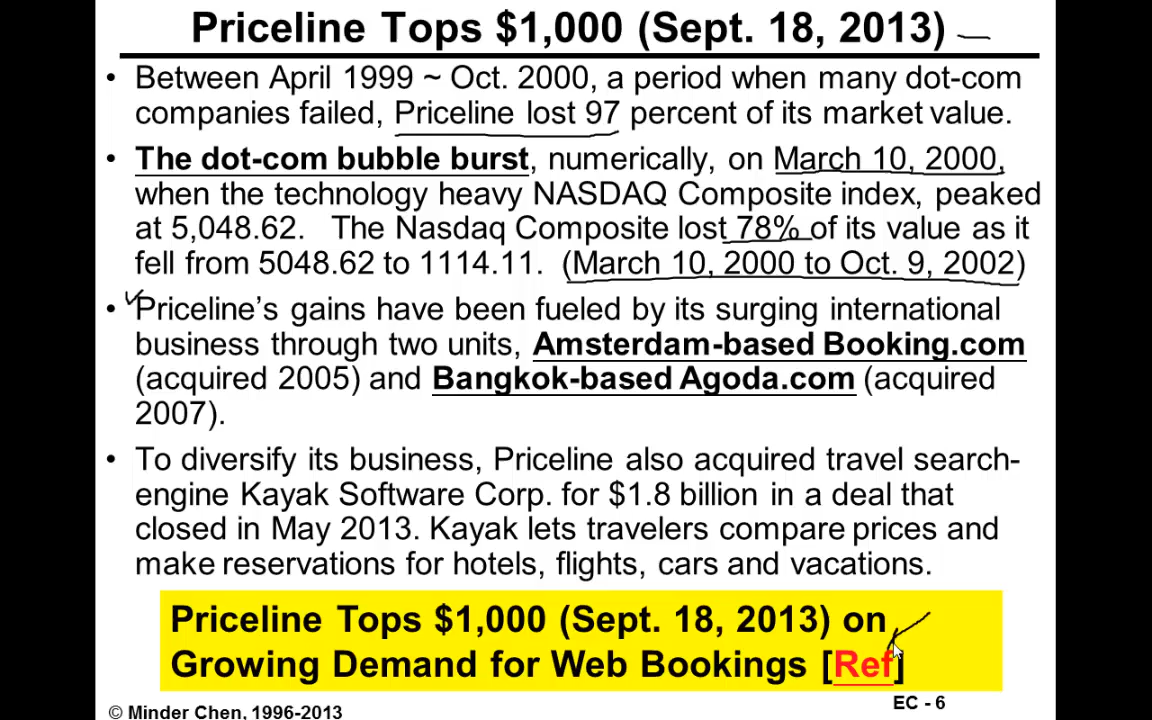 Priceline Tops $1,000 (Sept. 18, 2013)
• Between April 1999 ~ Oct. 2000, a period when many dot-com
companies failed, Priceline lost 97 percent of its market value.
• The dot-com bubble burst, numerically, on March 10, 2000,
when the technology heavy NASDAQ Composite index, peaked
at 5,048.62. The Nasdaq Composite lost 78% of its value as it
fell from 5048.62 to 1114.11. (March 10, 2000 to Oct. 9, 2002)
• Priceline's gains have been fueled by its surging international
business through two units, Amsterdam-based Booking.com
(acquired 2005) and Bangkok-based Agoda.com (acquired
2007).
• To diversify its business, Priceline also acquired travel search-
engine Kayak Software Corp. for $1.8 billion in a deal that
closed in May 2013. Kayak lets travelers compare prices and
make reservations for hotels, flights, cars and vacations.
Priceline Tops $1,000 (Sept. 18, 2013) on
Growing Demand for Web Bookings [Ref]
© Minder Chen, 1996-2013
EC - 6